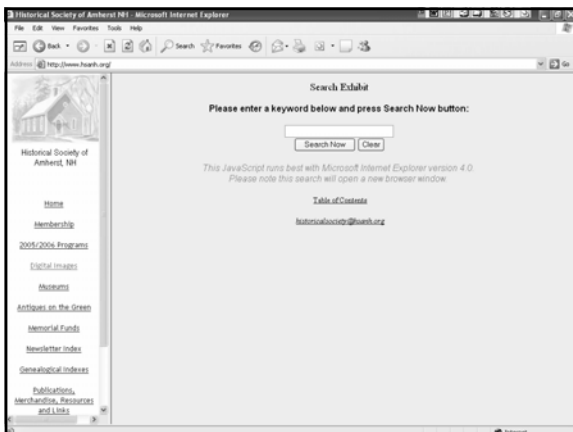 Historical Society of Amherst NH - Microsoft Internet Explorer
File Edit View Favorites Tools Help
Back Search Favorites
Address http://www.hsanh.org/ Go
Historical Society of
Amherst, NH
Home
Membership
2005/2006 Programs
Digital Images
Museums
Antiques on the Green
Memorial Funds
Newsletter Index
Genealogical Indexes
Publications,
Merchandise, Resources
and Links
Search Exhibit
Please enter a keyword below and press Search Now button:
Search Now Clear
This JavaScript runs best with Microsoft Internet Explorer version 4.0.
Please note this search will open a new browser window.
Table of Contents
historicalsociety@hsanh.org
Internet